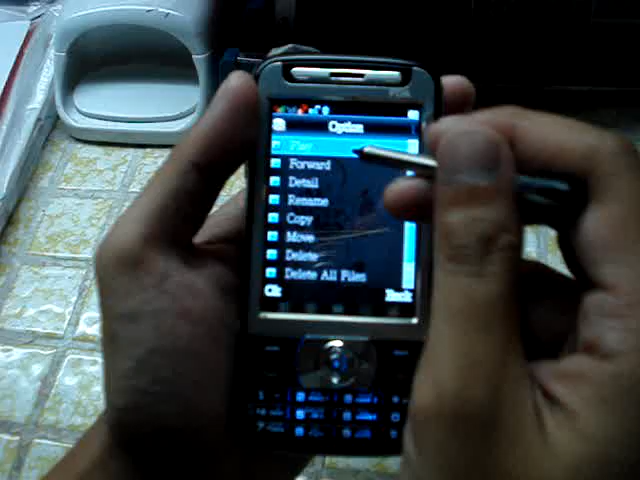 Option
Play
Forward
Detail
Rename
Copy
Move
Delete
Delete All Files
Ok Back